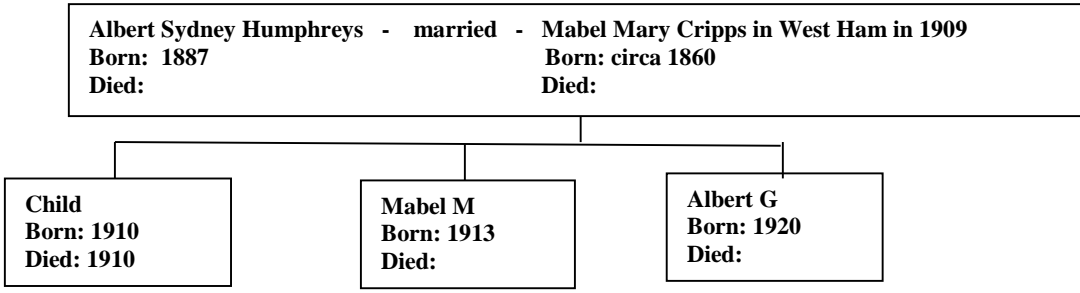 Albert Sydney Humphreys - married - Mabel Mary Cripps in West Ham in 1909
Born: 1887 Born: circa 1860
Died: Died:
Child
Born: 1910
Died: 1910
Mabel M
Born: 1913
Died:
Albert G
Born: 1920
Died: